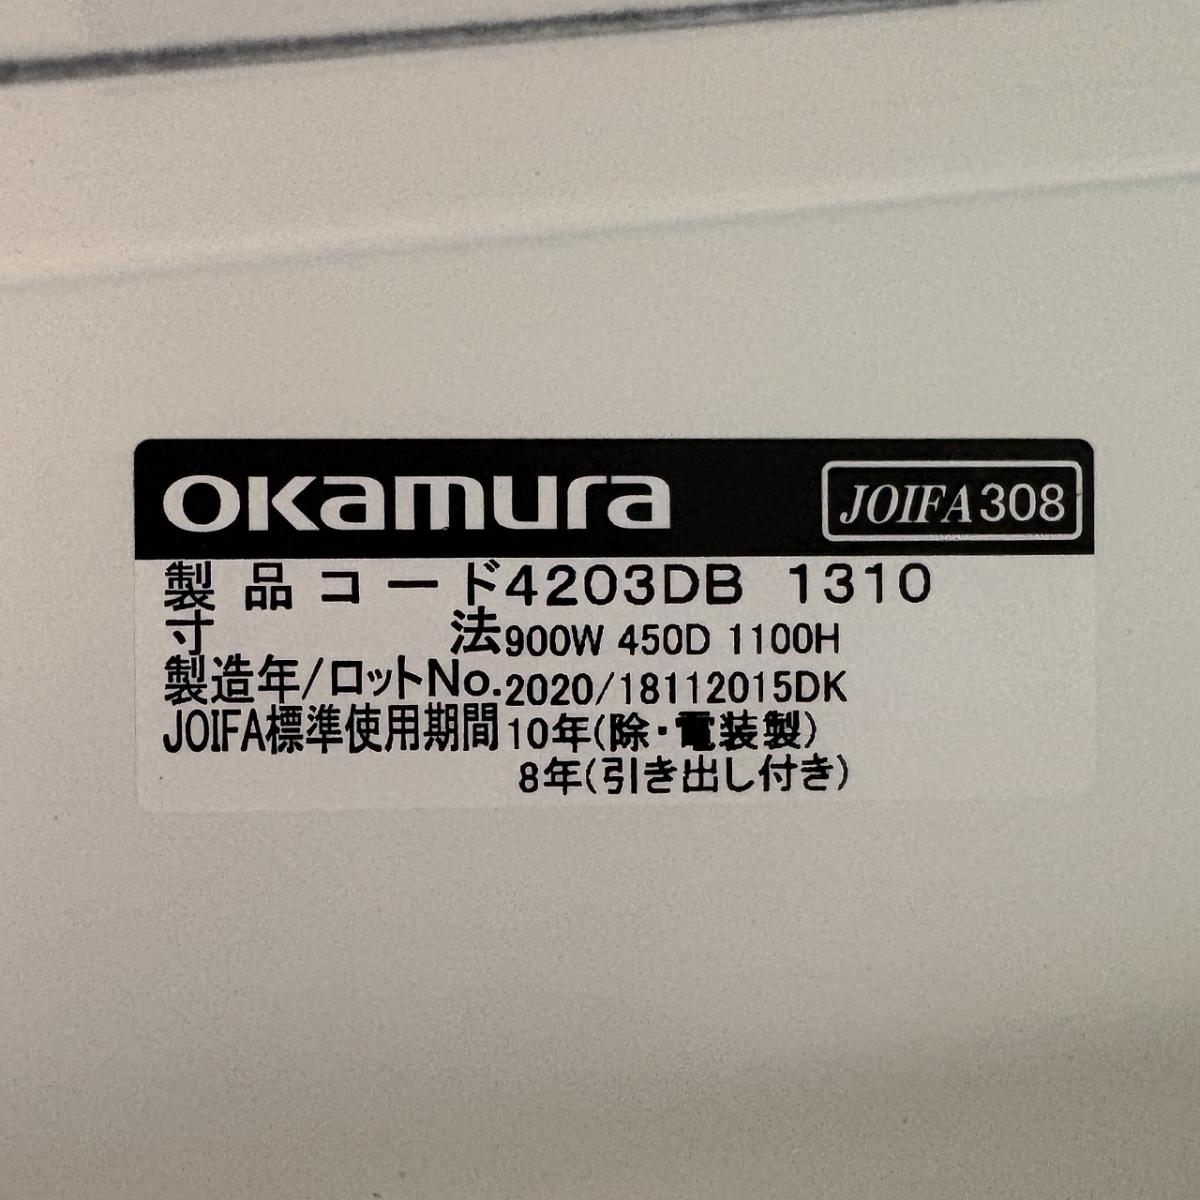 OKamura JOIFA308
製品コード4203DB 1310
寸法900W 450D 1100H
製造年/ロットNo.2020/18112015DK
JOIFA標準使用期間10年(除・電装製)
8年(引き出し付き)